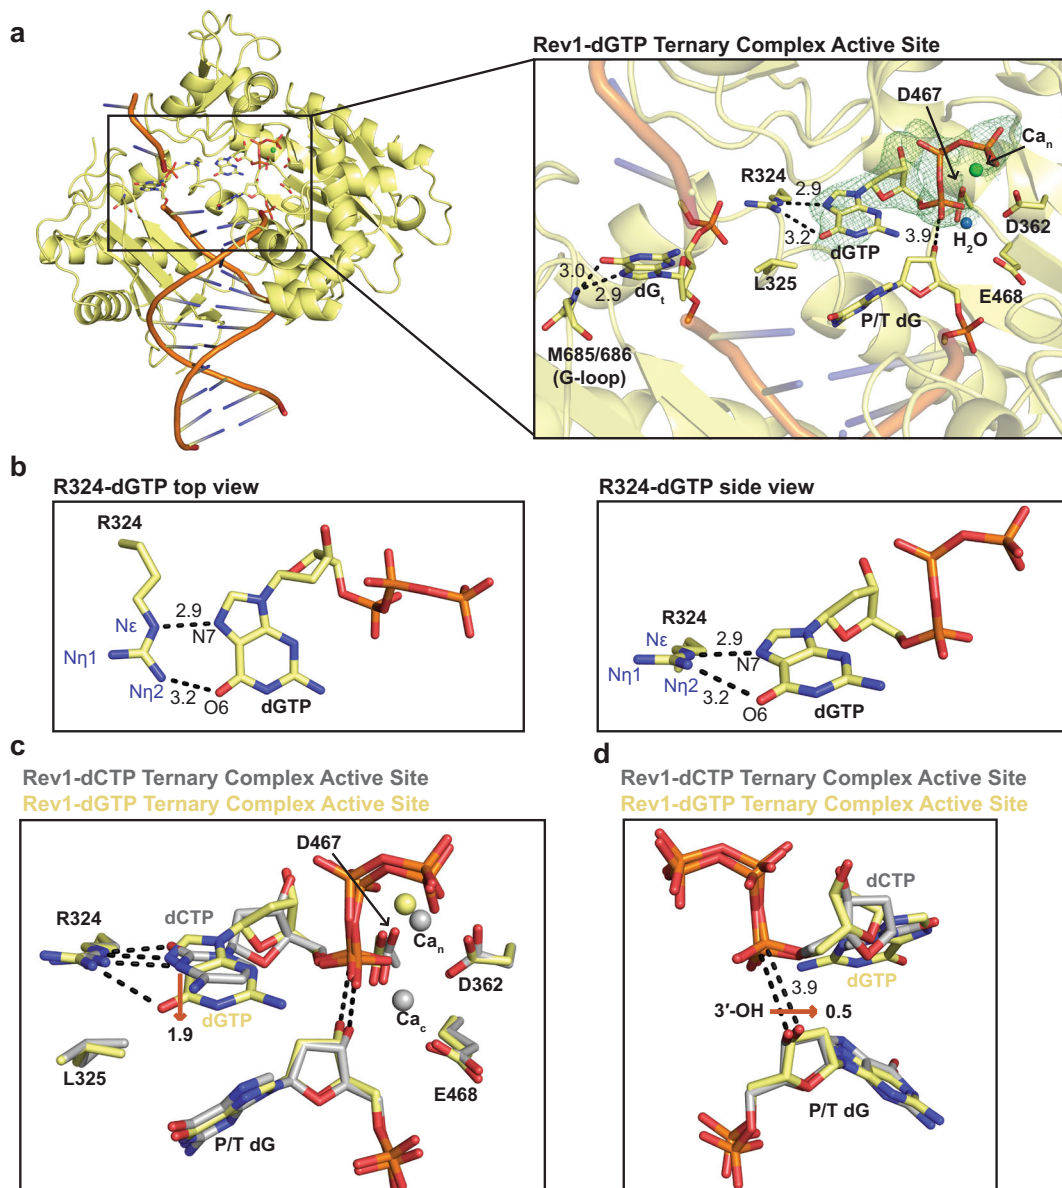 a
Rev1-dGTP Ternary Complex Active Site
D467
Caₙ
R324
2.9
3.2
dGTP
3.9
H₂O
D362
L325
3.0
2.9
dGₜ
E468
P/T dG
M685/686
(G-loop)
b
R324-dGTP top view
R324
2.9
Nε
N7
Nη1
Nη2
3.2
O6
dGTP
R324-dGTP side view
R324
Nε
2.9
Nη1
N7
Nη2
3.2
O6
dGTP
c
Rev1-dCTP Ternary Complex Active Site
Rev1-dGTP Ternary Complex Active Site
D467
R324
dCTP
Caₙ
D362
dGTP
1.9
Ca꜀
L325
E468
P/T dG
d
Rev1-dCTP Ternary Complex Active Site
Rev1-dGTP Ternary Complex Active Site
dCTP
dGTP
3.9
3′-OH
0.5
P/T dG